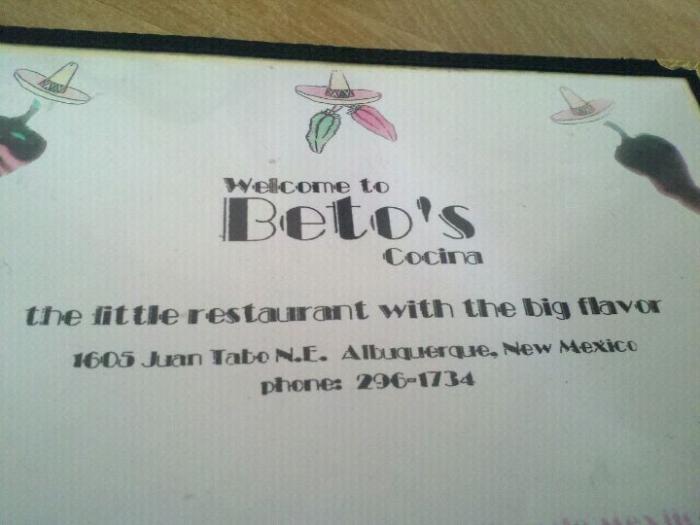 Welcome to
Beto's
Cocina
the little restaurant with the big flavor
1605 Juan Tabo N.E. Albuquerque, New Mexico
phone: 296-1734